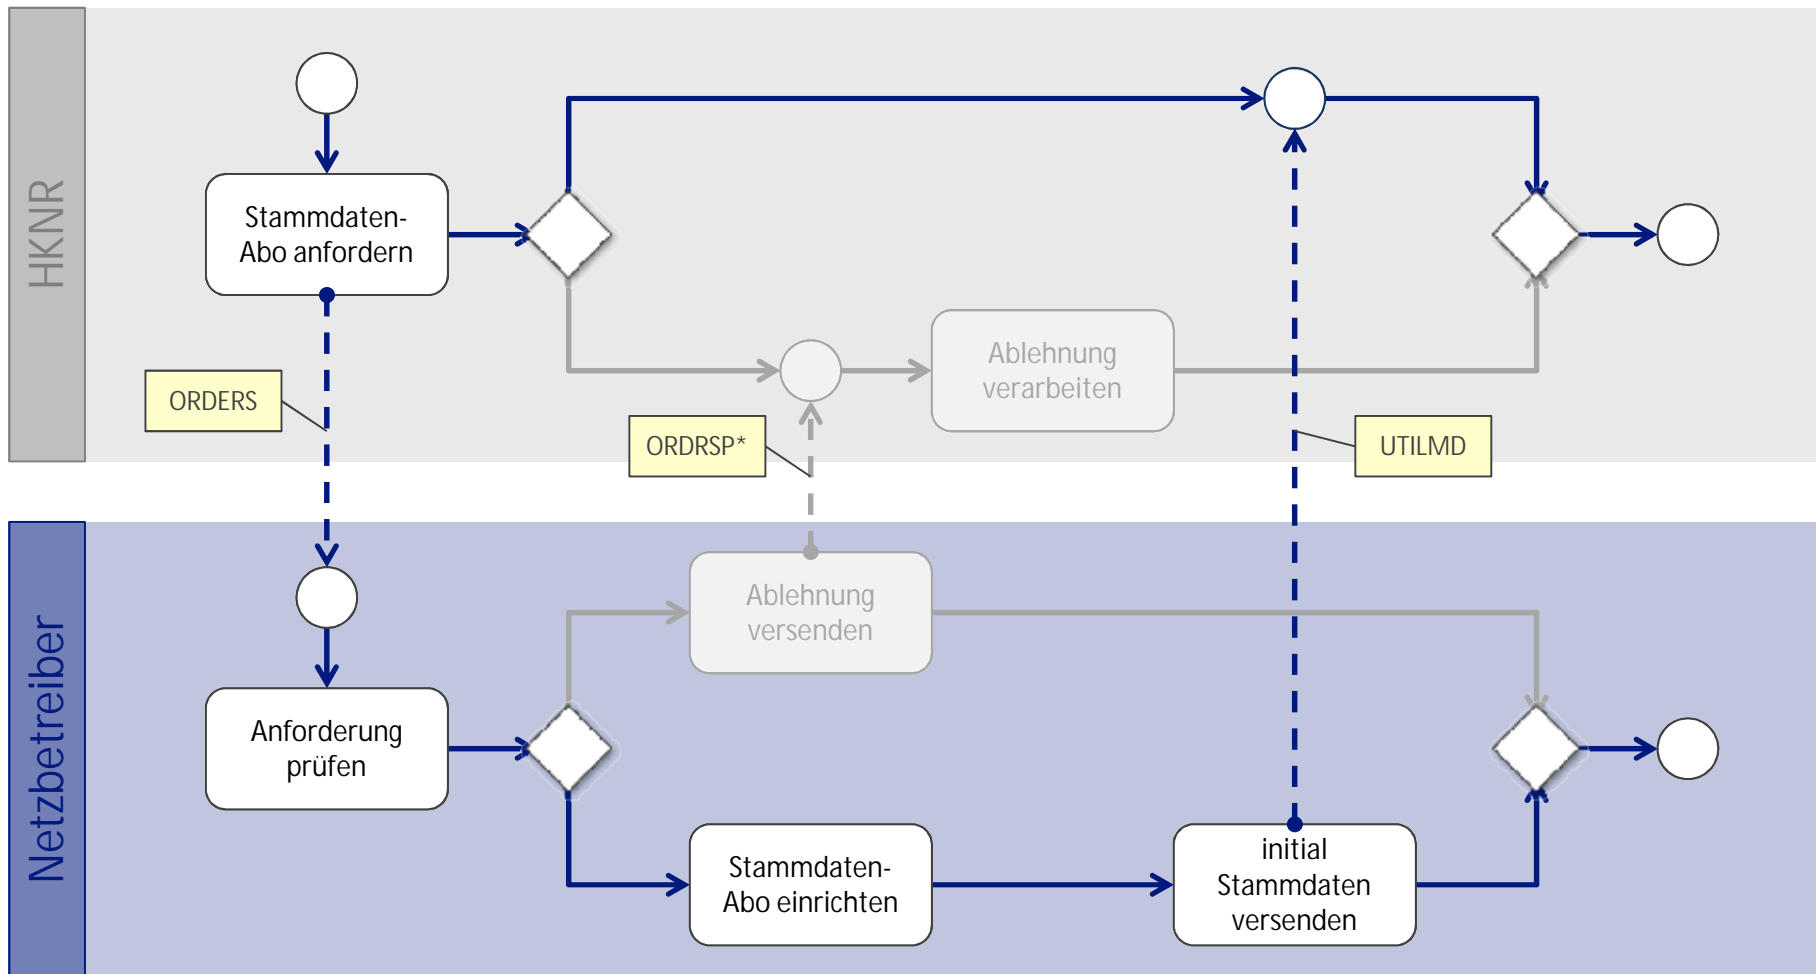 HKNR
Stammdaten-
Abo anfordern
Ablehnung
verarbeiten
ORDERS
ORDRSP*
UTILMD
Netzbetreiber
Ablehnung
versenden
Anforderung
prüfen
Stammdaten-
Abo einrichten
initial
Stammdaten
versenden